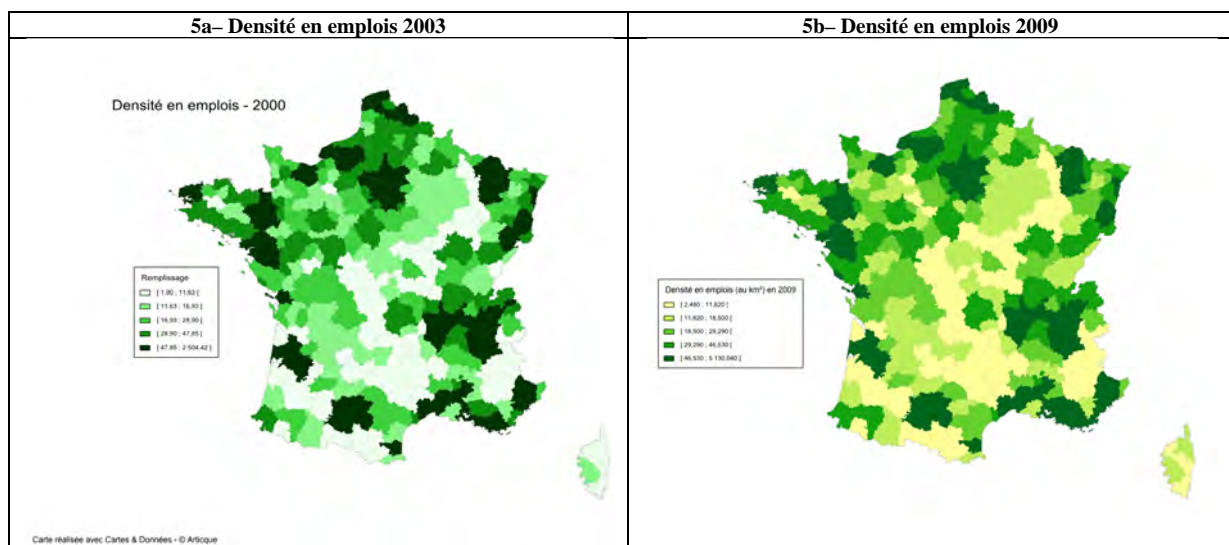 5a– Densité en emplois 2003
5b– Densité en emplois 2009
Densité en emplois - 2000
Remplissage
[ 1,80 ; 11,63 [
[ 11,63 ; 16,93 [
[ 16,93 ; 28,90 [
[ 28,90 ; 47,85 [
[ 47,85 ; 2 504,42 [
Carte réalisée avec Cartes & Données - © Articque
Densité en emplois (au km²) en 2009
[ 2,480 ; 11,620 [
[ 11,620 ; 18,500 [
[ 18,500 ; 29,290 [
[ 29,290 ; 46,530 [
[ 46,530 ; 5 130,040 [